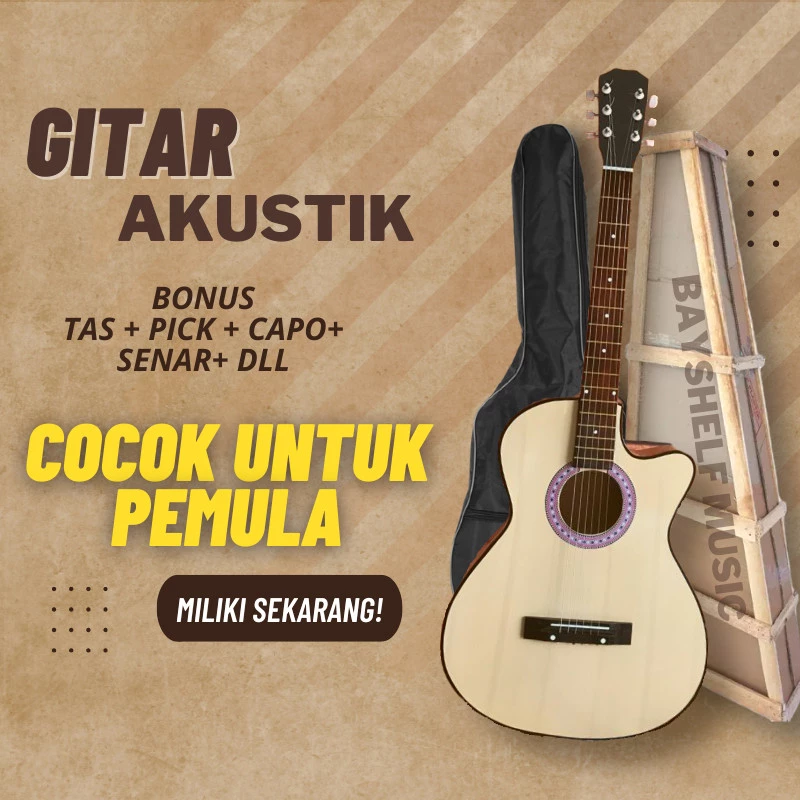 GITAR
AKUSTIK
BONUS
TAS + PICK + CAPO+
SENAR+ DLL
COCOK UNTUK
PEMULA
MILIKI SEKARANG!
BAYSHELF MUSIC